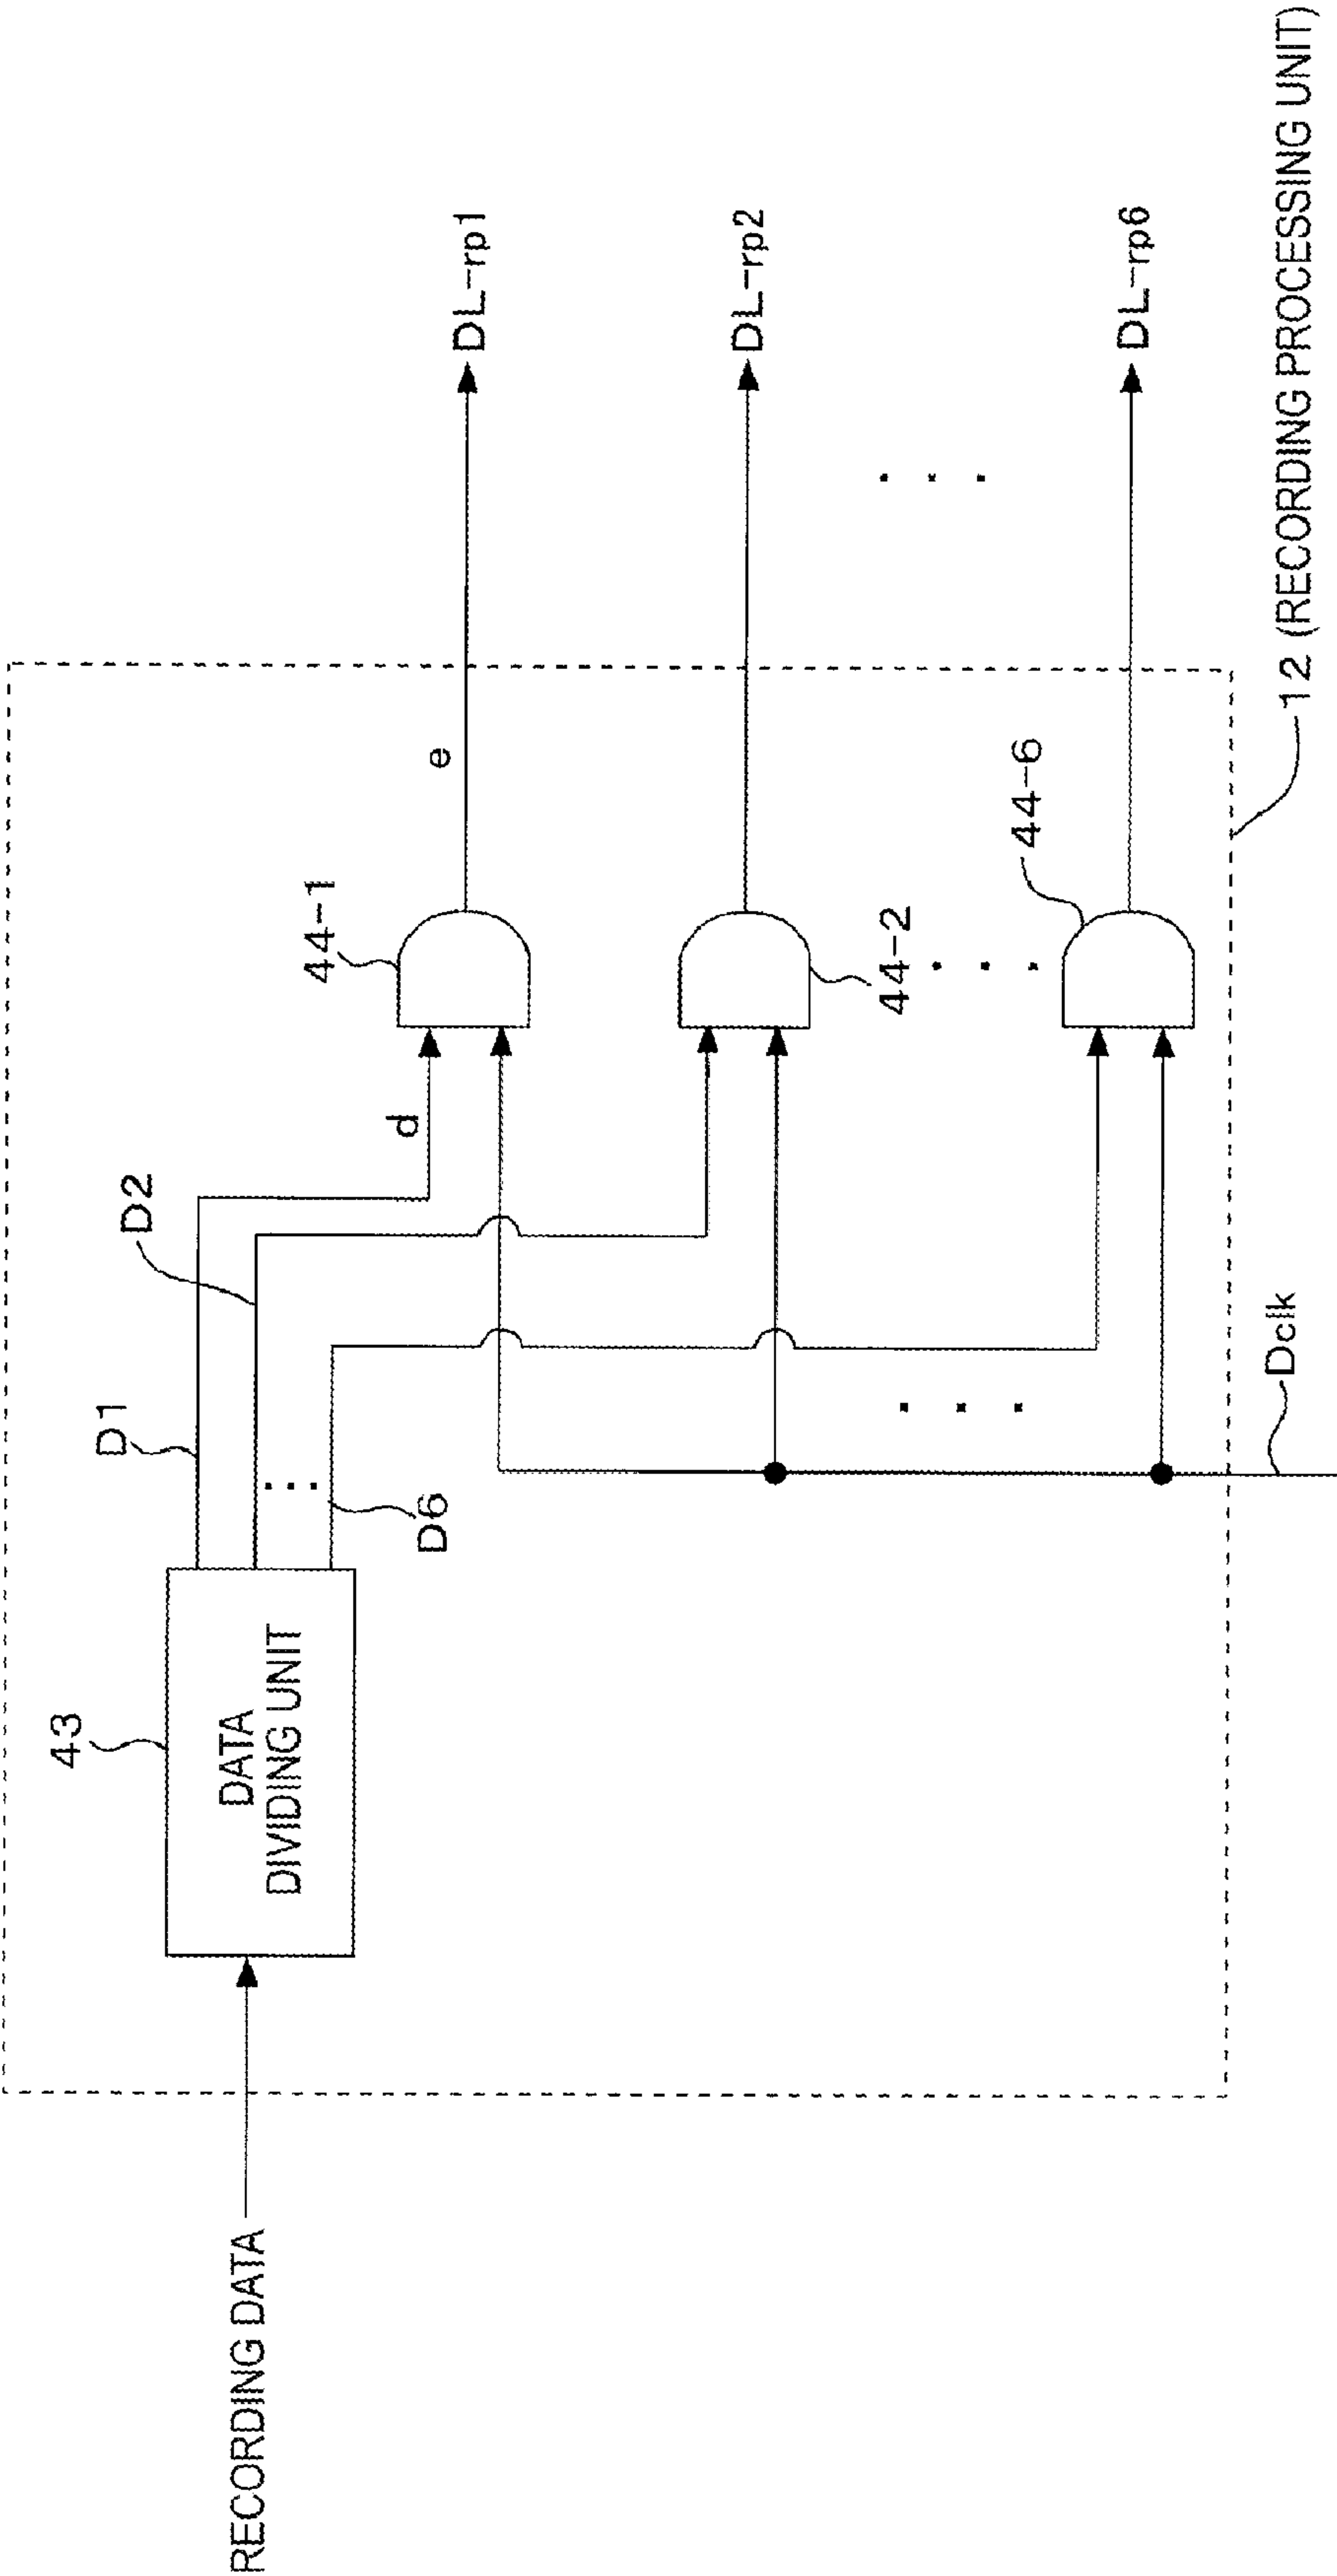 RECORDING DATA
43
DATA
DIVIDING UNIT
D1
D2
D6
d
44-1
e
DL-rp1
44-2
DL-rp2
44-6
DL-rp6
Dclk
12 (RECORDING PROCESSING UNIT)